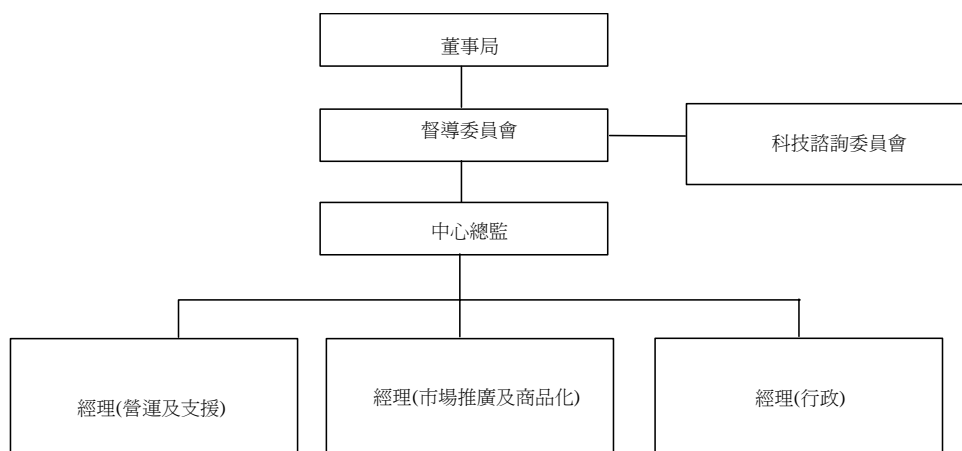 董事局
督導委員會
科技諮詢委員會
中心總監
經理(營運及支援)
經理(市場推廣及商品化)
經理(行政)